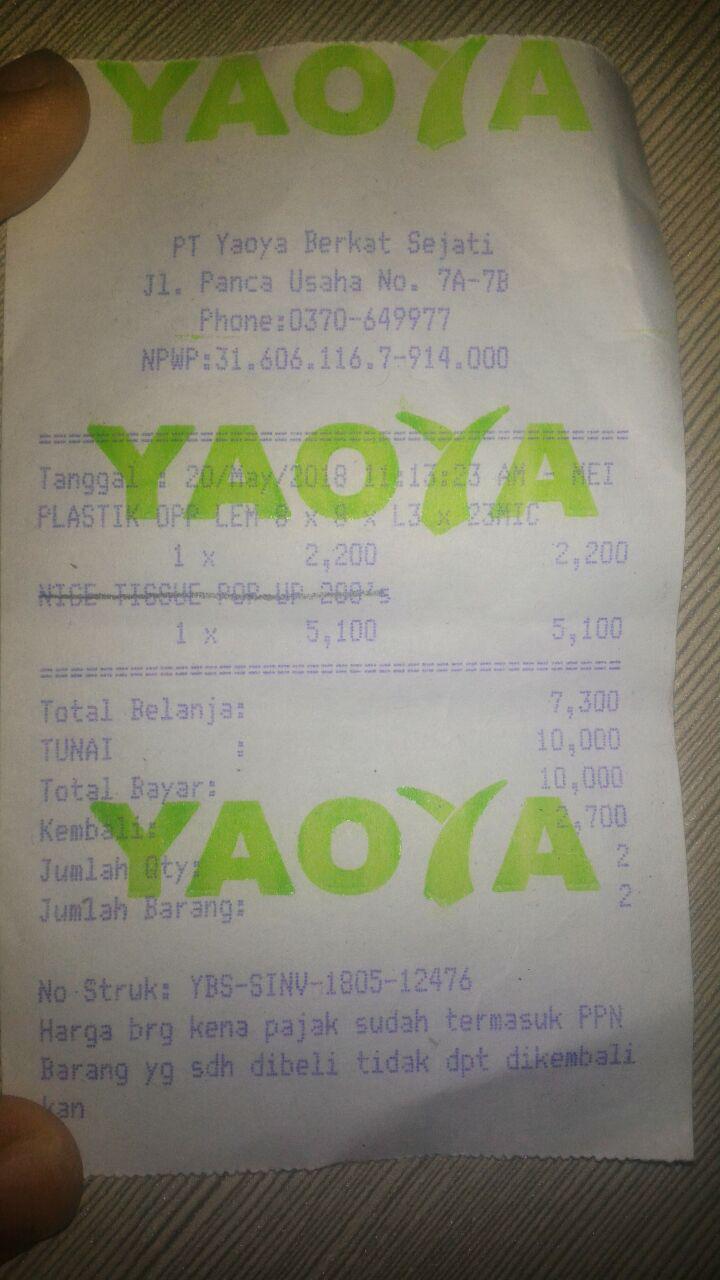 YAOYA
PT Yaoya Berkat Sejati
Jl. Panca Usaha No. 7A-7B
Phone:0370-649977
NPWP:31.606.116.7-914.000
YAOYA
========================================
Tanggal : 20/May/2018 11:13:23 AM - MEI
PLASTIK OPP LEM 8 x 8 x L3 x 23MIC
1 x 2,200 2,200
NICE TISSUE POP UP 200's
1 x 5,100 5,100
========================================
Total Belanja: 7,300
TUNAI : 10,000
Total Bayar: 10,000
YAOYA
Kembali: 2,700
Jumlah Qty: 2
Jumlah Barang: 2
No Struk: YBS-SINV-1805-12476
Harga brg kena pajak sudah termasuk PPN
Barang yg sdh dibeli tidak dpt dikembali
kan